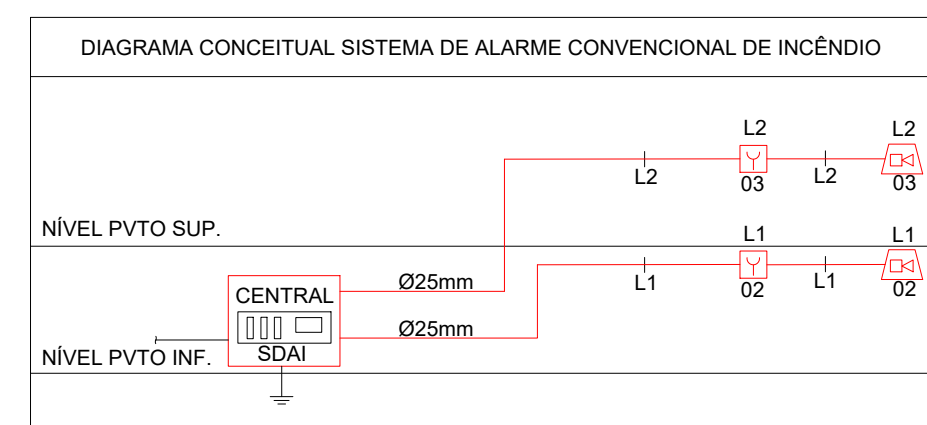 DIAGRAMA CONCEITUAL SISTEMA DE ALARME CONVENCIONAL DE INCÊNDIO
L2 L2
L2 03 L2 03
NÍVEL PVTO SUP.
L1 L1
L1 02 L1 02
CENTRAL Ø25mm
Ø25mm
SDAI
NÍVEL PVTO INF.